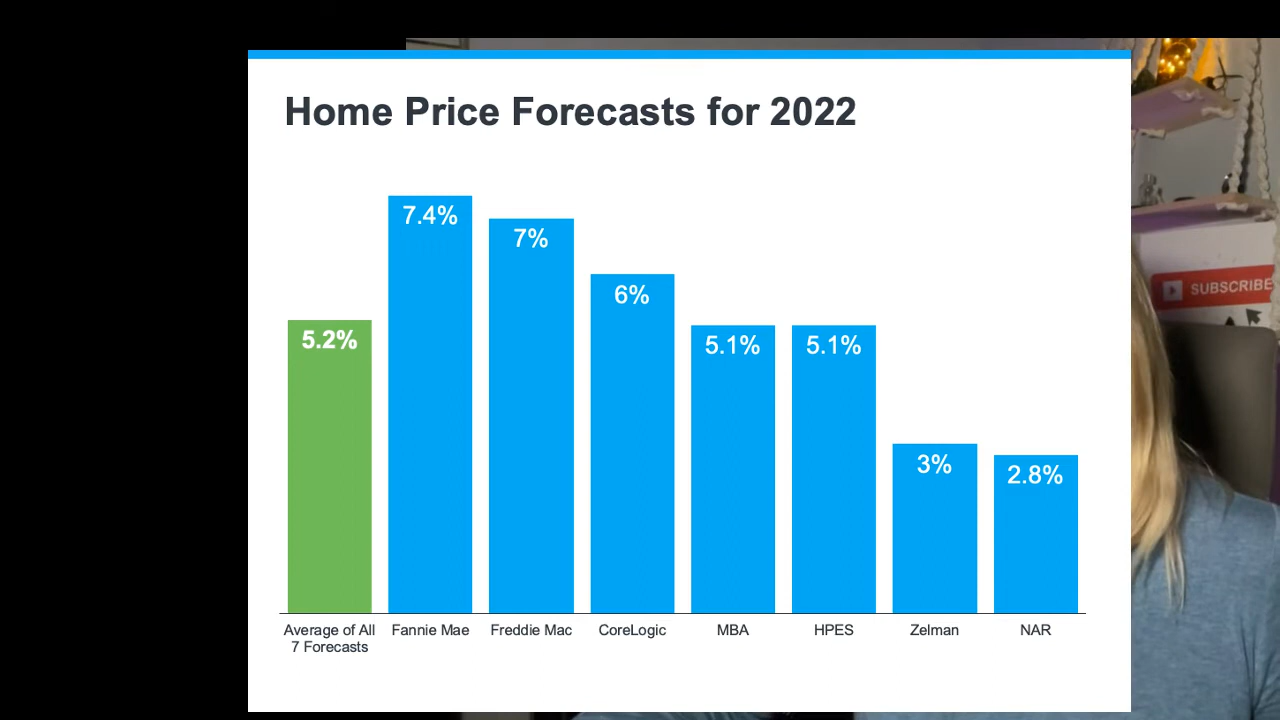 Home Price Forecasts for 2022
5.2%
7.4%
7%
6%
5.1%
5.1%
3%
2.8%
Average of All
7 Forecasts
Fannie Mae
Freddie Mac
CoreLogic
MBA
HPES
Zelman
NAR
SUBSCRIBE